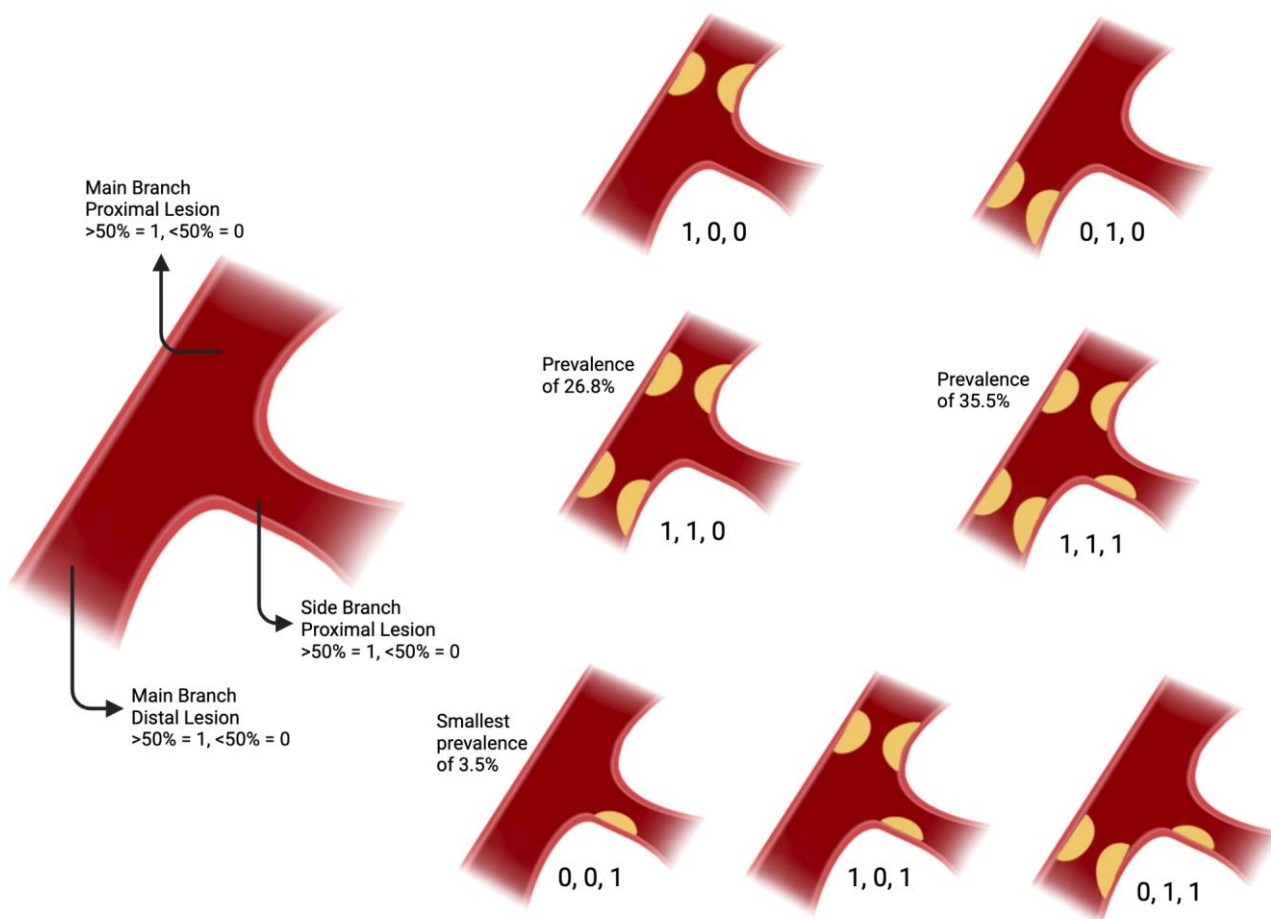 1, 0, 0
0, 1, 0
Main Branch
Proximal Lesion
>50% = 1, <50% = 0
Prevalence
of 26.8%
Prevalence
of 35.5%
1, 1, 0
1, 1, 1
Side Branch
Proximal Lesion
>50% = 1, <50% = 0
Main Branch
Distal Lesion
>50% = 1, <50% = 0
Smallest
prevalence
of 3.5%
0, 0, 1
1, 0, 1
0, 1, 1